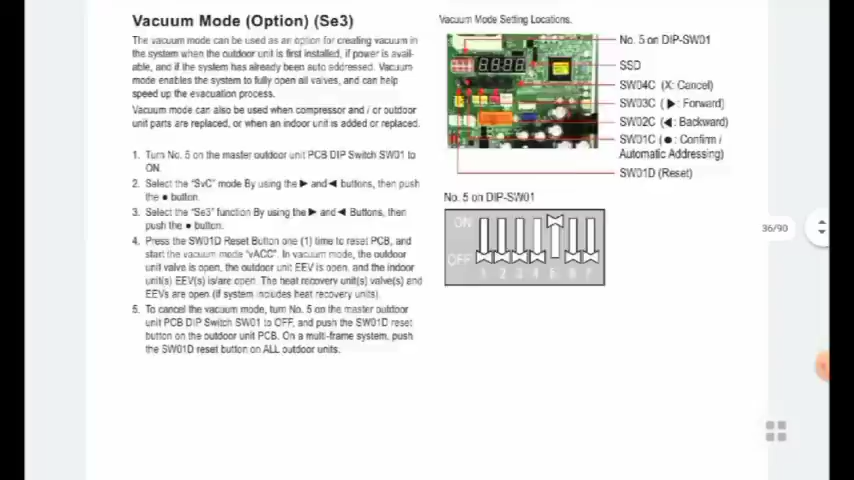 Vacuum Mode (Option) (Se3)
The vacuum mode can be used as an option for creating vacuum in
the system when the outdoor unit is first installed, if power is avail-
able, and if the system has already been auto addressed. Vacuum
mode enables the system to fully open all valves, and can help
speed up the evacuation process.
Vacuum mode can also be used when compressor and / or outdoor
unit parts are replaced, or when an indoor unit is added or replaced.
1. Turn No. 5 on the master outdoor unit PCB DIP Switch SW01 to
ON.
2. Select the "SvC" mode By using the ▶ and◀ buttons, then push
the ● button.
3. Select the "Se3" function By using the ▶ and◀ Buttons, then
push the ● button.
4. Press the SW01D Reset Button one (1) time to reset PCB, and
start the vacuum mode "vACC". In vacuum mode, the outdoor
unit valve is open, the outdoor EEV is open, and the indoor
unit(s) EEV(s) is/are open. The heat recovery unit(s) valve(s) and
EEVs are open (if system includes heat recovery units).
5. To cancel the vacuum mode, turn No. 5 on the master outdoor
unit PCB DIP Switch SW01 to OFF, and push the SW01D reset
button on the outdoor unit PCB. On a multi-frame system, push
the SW01D reset button on ALL outdoor units.
Vacuum Mode Setting Locations.
No. 5 on DIP-SW01
SSD
SW04C (X: Cancel)
SW03C (▶: Forward)
SW02C (◀: Backward)
SW01C (●: Confirm /
Automatic Addressing)
SW01D (Reset)
No. 5 on DIP-SW01
ON
OFF
1 2 3 4 5 6 7
36/90